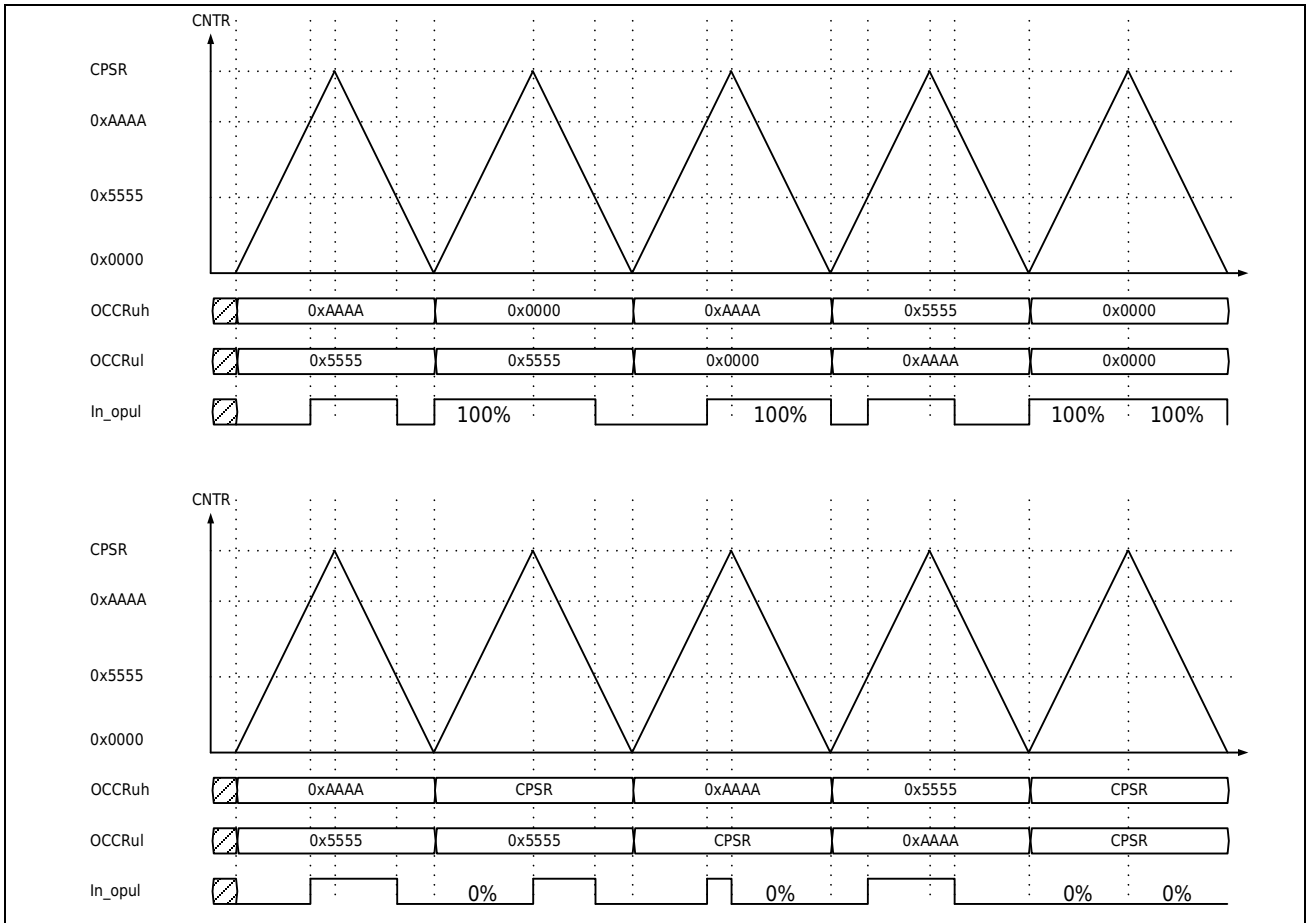 CNTR
CPSR
0xAAAA
0x5555
0x0000
OCCRuh 0xAAAA 0x0000 0xAAAA 0x5555 0x0000
OCCRul 0x5555 0x5555 0x0000 0xAAAA 0x0000
In_opul 100% 100% 100% 100%
CNTR
CPSR
0xAAAA
0x5555
0x0000
OCCRuh 0xAAAA CPSR 0xAAAA 0x5555 CPSR
OCCRul 0x5555 0x5555 CPSR 0xAAAA CPSR
In_opul 0% 0% 0% 0%